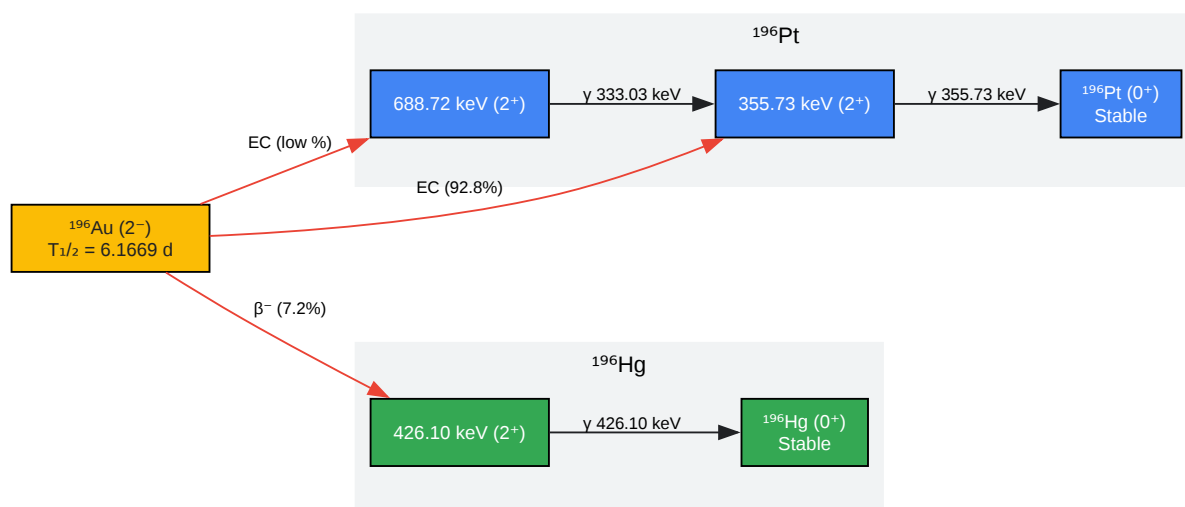 ¹⁹⁶Pt
688.72 keV (2⁺)
γ 333.03 keV
355.73 keV (2⁺)
γ 355.73 keV
¹⁹⁶Pt (0⁺)
Stable
EC (low %)
EC (92.8%)
¹⁹⁶Au (2⁻)
T₁/₂ = 6.1669 d
β⁻ (7.2%)
¹⁹⁶Hg
426.10 keV (2⁺)
γ 426.10 keV
¹⁹⁶Hg (0⁺)
Stable